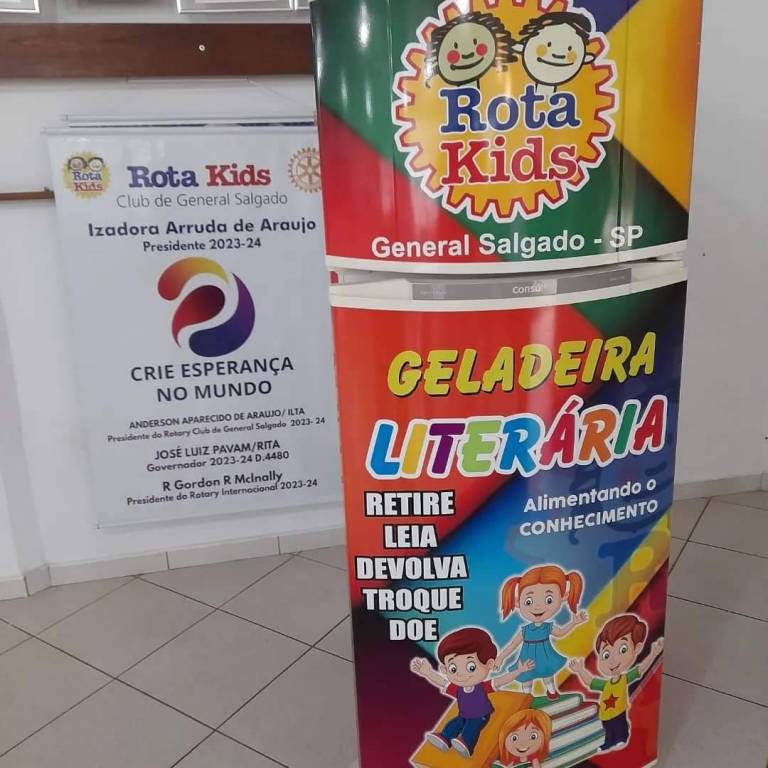 Rota
Kids
Rota Kids
Club de General Salgado
Izadora Arruda de Araujo
Presidente 2023-24
CRIE ESPERANÇA
NO MUNDO
ANDERSON APARECIDO DE ARAUJO/ ILTA
Presidente do Rotary Club de General Salgado 2023- 24
JOSÉ LUIZ PAVAM/RITA
Governador 2023-24 D.4480
R Gordon R McInally
Presidente do Rotary Internacional 2023-24
Rota
Kids
General Salgado - SP
Consul
GELADEIRA
LITERÁRIA
Alimentando o
CONHECIMENTO
RETIRE
LEIA
DEVOLVA
TROQUE
DOE